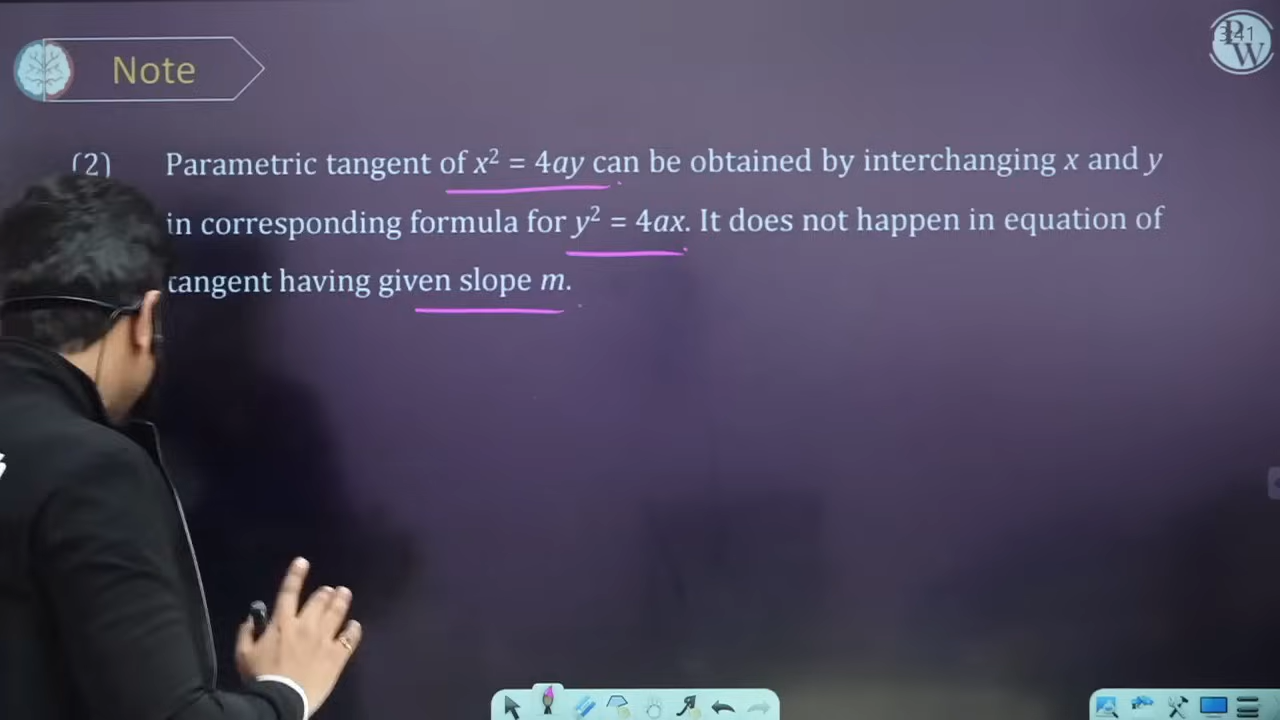 Note
(2) Parametric tangent of x² = 4ay can be obtained by interchanging x and y
in corresponding formula for y² = 4ax. It does not happen in equation of
tangent having given slope m.
PW